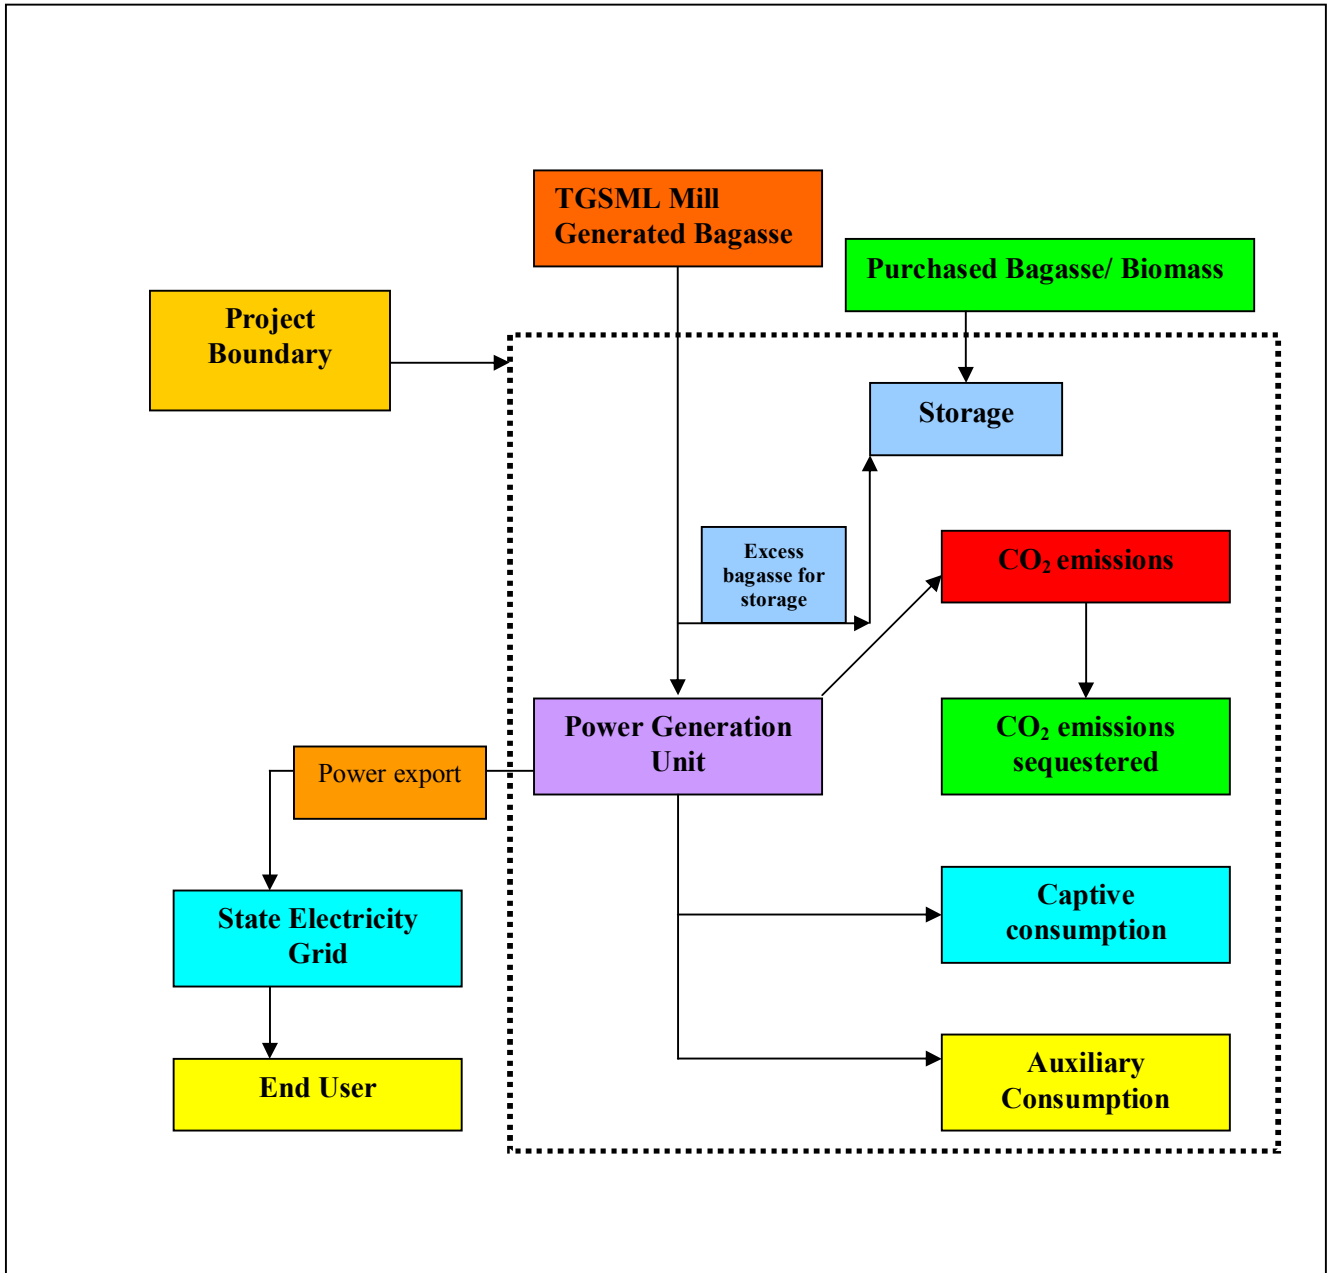 TGSML Mill
Generated Bagasse
Purchased Bagasse/ Biomass
Project
Boundary
Storage
Excess
bagasse for
storage
CO₂ emissions
Power Generation
Unit
CO₂ emissions
sequestered
Power export
Captive
consumption
State Electricity
Grid
Auxiliary
Consumption
End User